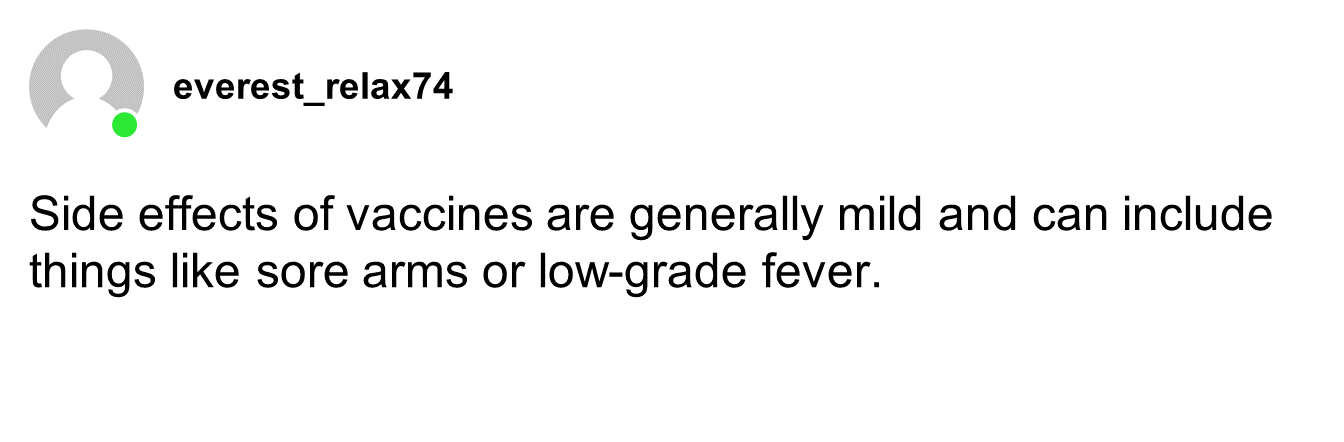 everest_relax74
Side effects of vaccines are generally mild and can include
things like sore arms or low-grade fever.